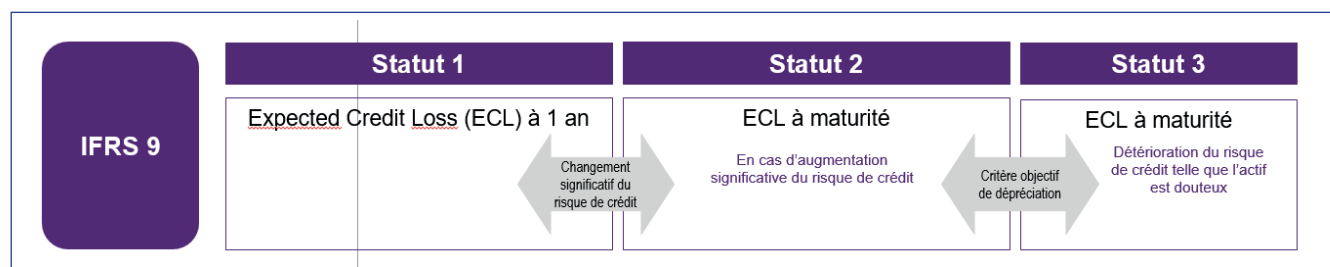 IFRS 9
Statut 1
Expected Credit Loss (ECL) à 1 an
Changement
significatif du
risque de crédit
Statut 2
ECL à maturité
En cas d'augmentation
significative du risque de crédit
Critère objectif
de dépréciation
Statut 3
ECL à maturité
Détérioration du risque
de crédit telle que l'actif
est douteux